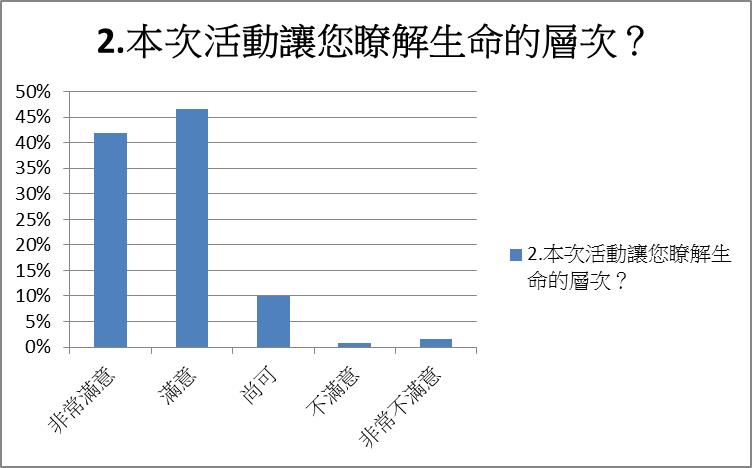 2.本次活動讓您瞭解生命的層次？
50%
45%
40%
35%
30%
25%
20%
15%
10%
5%
0%
非常滿意
滿意
尚可
不滿意
非常不滿意
2.本次活動讓您瞭解生
命的層次？